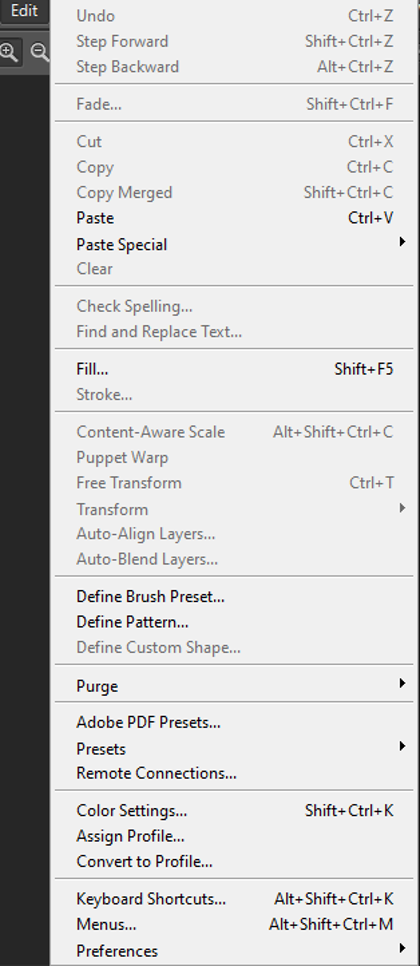 Edit
Undo Ctrl+Z
Step Forward Shift+Ctrl+Z
Step Backward Alt+Ctrl+Z
Fade... Shift+Ctrl+F
Cut Ctrl+X
Copy Ctrl+C
Copy Merged Shift+Ctrl+C
Paste Ctrl+V
Paste Special
Clear
Check Spelling...
Find and Replace Text...
Fill... Shift+F5
Stroke...
Content-Aware Scale Alt+Shift+Ctrl+C
Puppet Warp
Free Transform Ctrl+T
Transform
Auto-Align Layers...
Auto-Blend Layers...
Define Brush Preset...
Define Pattern...
Define Custom Shape...
Purge
Adobe PDF Presets...
Presets
Remote Connections...
Color Settings... Shift+Ctrl+K
Assign Profile...
Convert to Profile...
Keyboard Shortcuts... Alt+Shift+Ctrl+K
Menus... Alt+Shift+Ctrl+M
Preferences